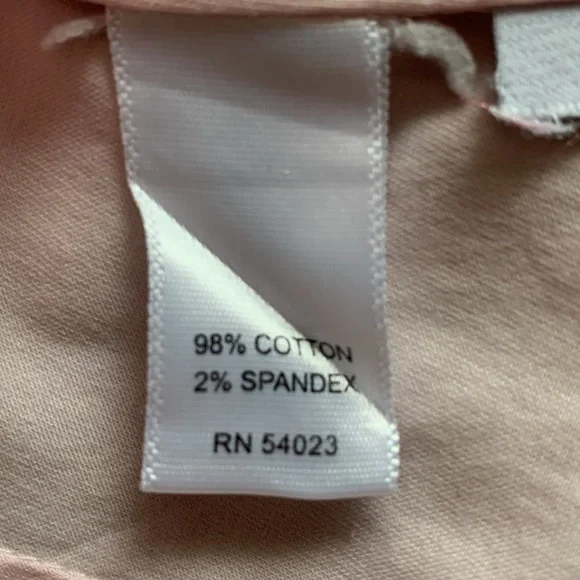 98% COTTON
2% SPANDEX
RN 54023